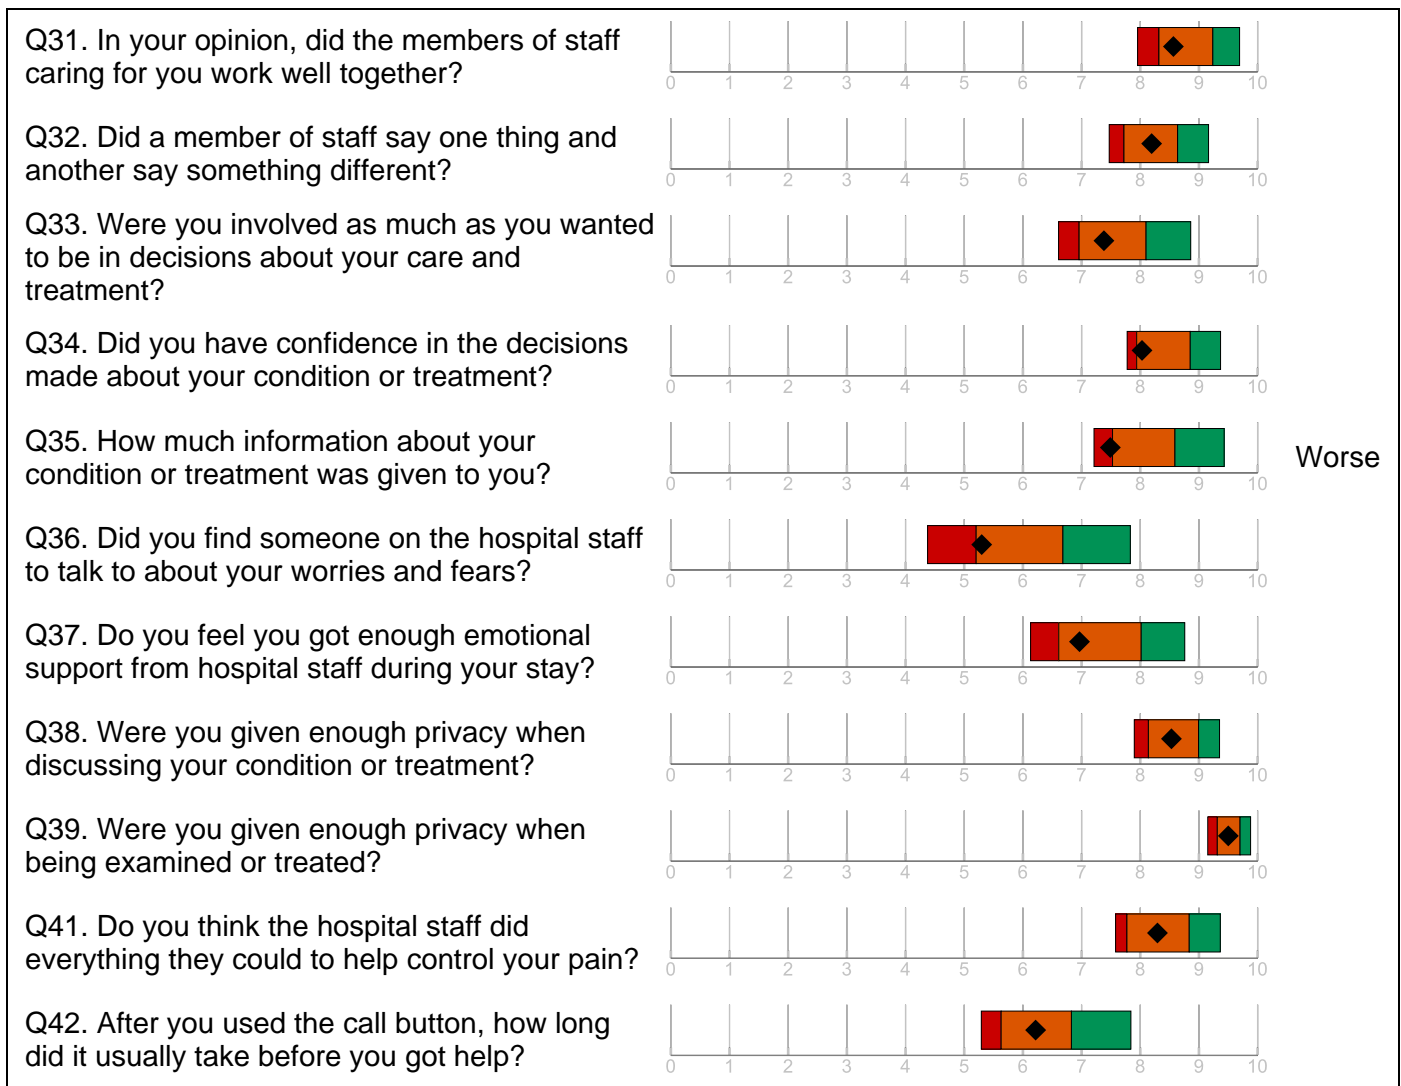 Q31. In your opinion, did the members of staff
caring for you work well together?
0 1 2 3 4 5 6 7 8 9 10
Q32. Did a member of staff say one thing and
another say something different?
0 1 2 3 4 5 6 7 8 9 10
Q33. Were you involved as much as you wanted
to be in decisions about your care and
treatment?
0 1 2 3 4 5 6 7 8 9 10
Q34. Did you have confidence in the decisions
made about your condition or treatment?
0 1 2 3 4 5 6 7 8 9 10
Q35. How much information about your
condition or treatment was given to you?
Worse
0 1 2 3 4 5 6 7 8 9 10
Q36. Did you find someone on the hospital staff
to talk to about your worries and fears?
0 1 2 3 4 5 6 7 8 9 10
Q37. Do you feel you got enough emotional
support from hospital staff during your stay?
0 1 2 3 4 5 6 7 8 9 10
Q38. Were you given enough privacy when
discussing your condition or treatment?
0 1 2 3 4 5 6 7 8 9 10
Q39. Were you given enough privacy when
being examined or treated?
0 1 2 3 4 5 6 7 8 9 10
Q41. Do you think the hospital staff did
everything they could to help control your pain?
0 1 2 3 4 5 6 7 8 9 10
Q42. After you used the call button, how long
did it usually take before you got help?
0 1 2 3 4 5 6 7 8 9 10